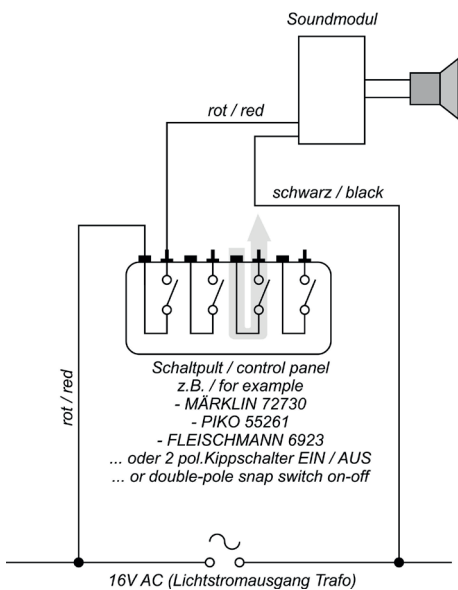 Soundmodul
rot / red
schwarz / black
rot / red
Schaltpult / control panel
z.B. / for example
- MÄRKLIN 72730
- PIKO 55261
- FLEISCHMANN 6923
... oder 2 pol.Kippschalter EIN / AUS
... or double-pole snap switch on-off
16V AC (Lichtstromausgang Trafo)